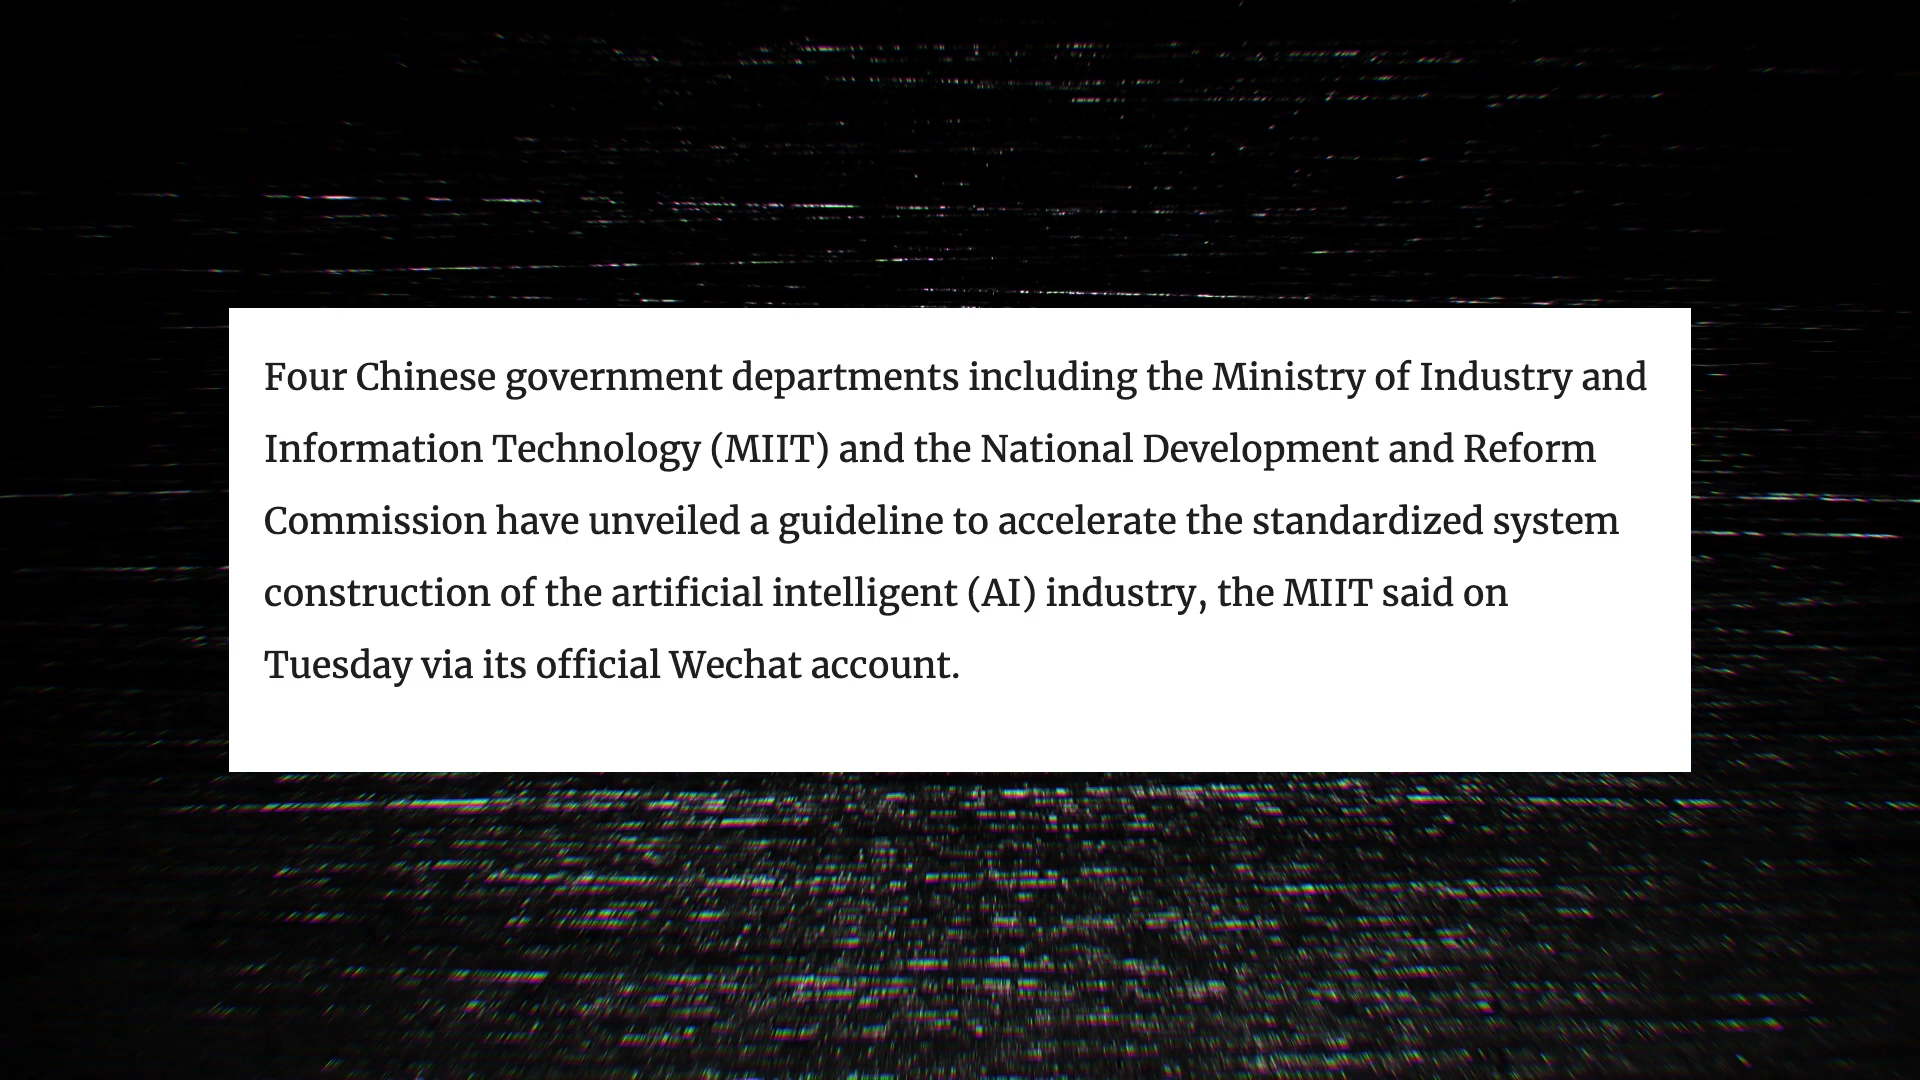 Four Chinese government departments including the Ministry of Industry and
Information Technology (MIIT) and the National Development and Reform
Commission have unveiled a guideline to accelerate the standardized system
construction of the artificial intelligent (AI) industry, the MIIT said on
Tuesday via its official Wechat account.